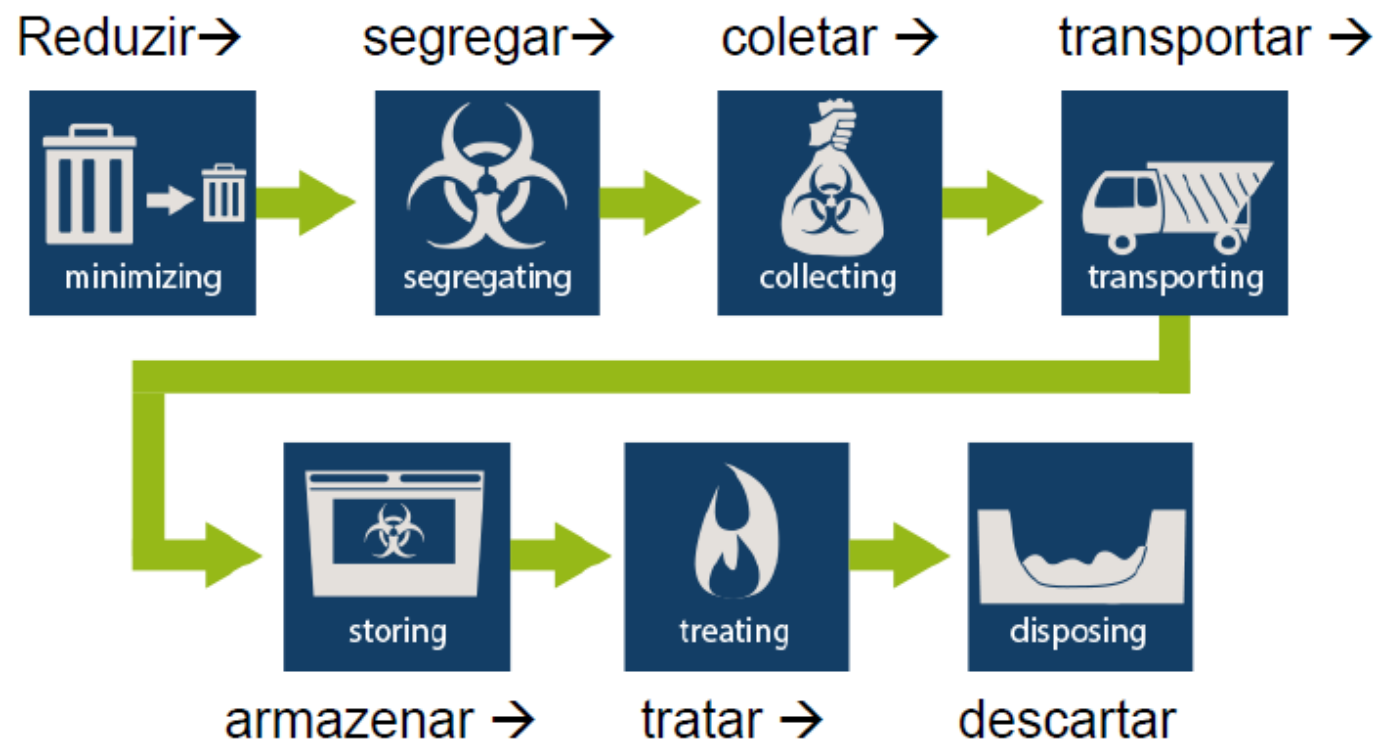 Reduzir→ segregar→ coletar → transportar →
minimizing segregating collecting transporting
storing treating disposing
armazenar → tratar → descartar